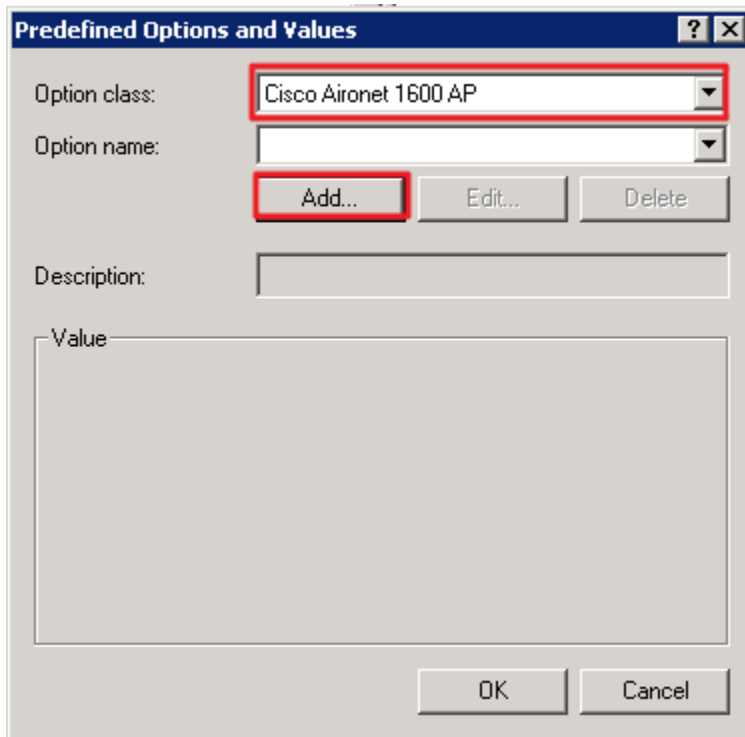 Predefined Options and Values
Option class: Cisco Aironet 1600 AP
Option name:
Add... Edit... Delete
Description:
Value
OK Cancel